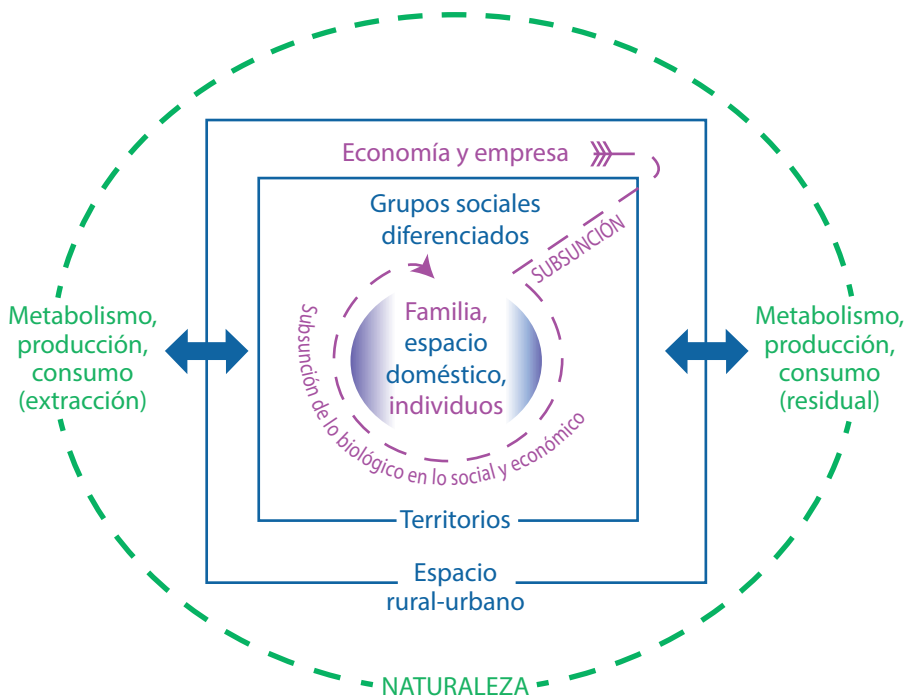 Economía y empresa
Grupos sociales
diferenciados
SUBSUNCIÓN
Metabolismo,
producción,
consumo
(extracción)
Familia,
espacio
doméstico,
individuos
Subsunción de lo biológico en lo social y económico
Metabolismo,
producción,
consumo
(residual)
Territorios
Espacio
rural-urbano
NATURALEZA